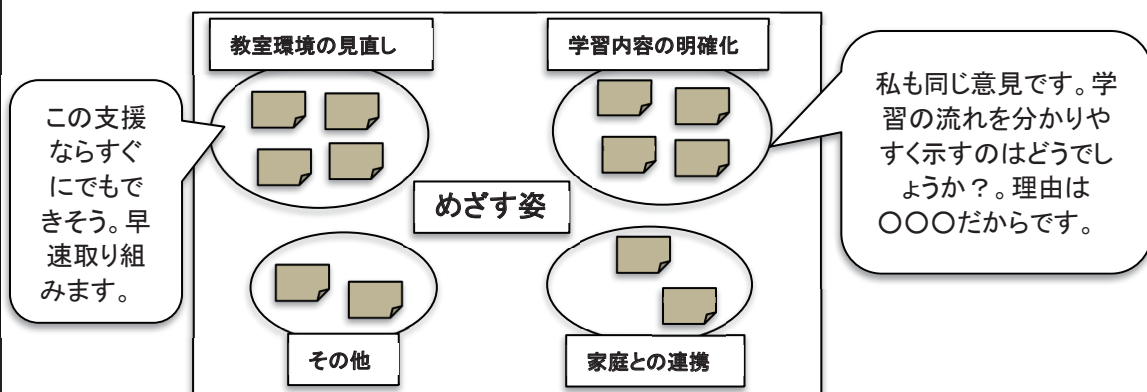 教室環境の見直し
学習内容の明確化
この支援
ならすぐ
にでもで
きそう。早
速取り組
みます。
私も同じ意見です。学
習の流れを分かりや
すく示すのはどうでし
ょうか？。理由は
〇〇〇だからです。
めざす姿
その他
家庭との連携